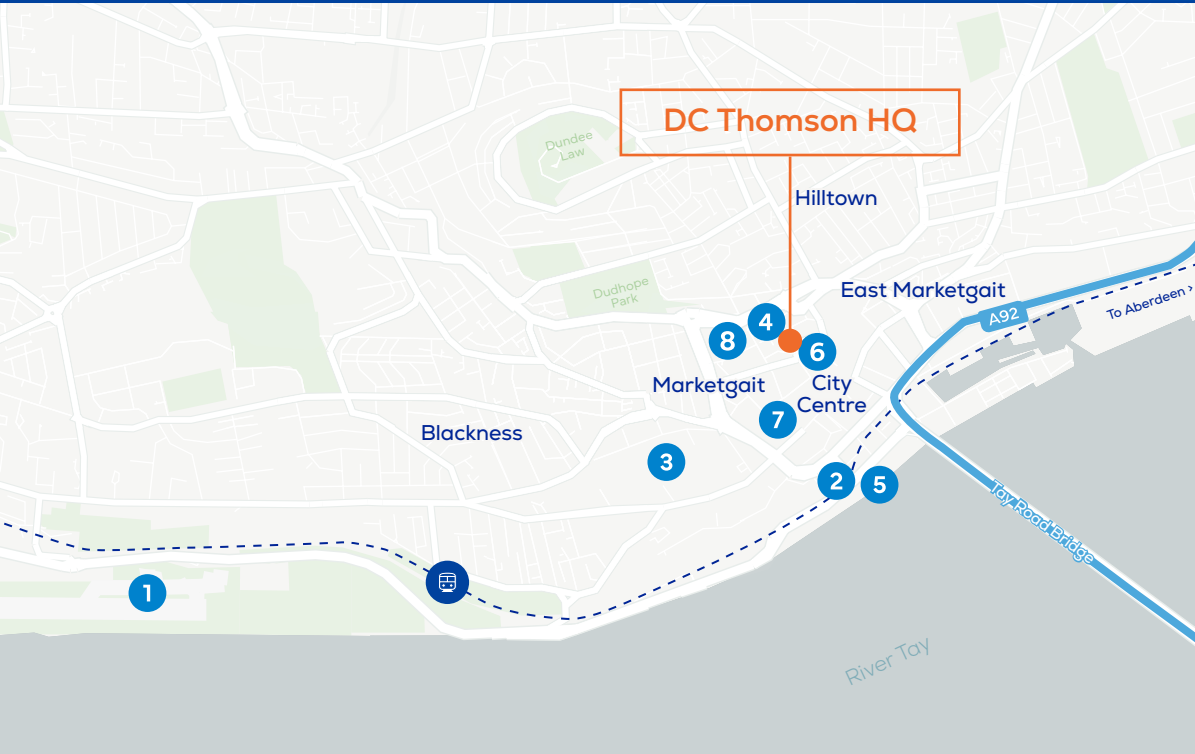 DC Thomson HQ
Dundee
Law
Hilltown
Dudhope
Park
East Marketgait
A92
To Aberdeen ›
4
8
6
Marketgait
City
Centre
7
Blackness
3
2
5
Tay Road Bridge
1
River Tay